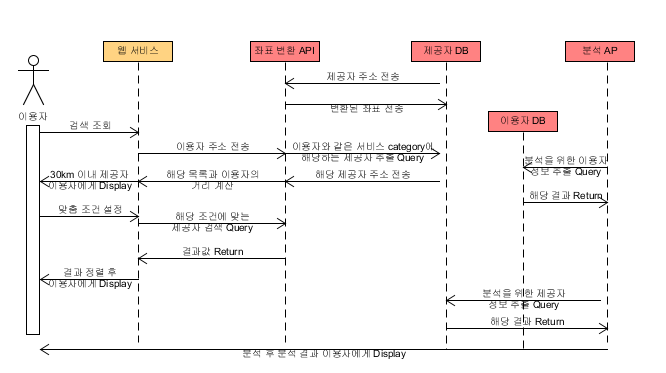 웹 서비스
좌표 변환 API
제공자 DB
분석 AP
이용자
이용자 DB
제공자 주소 전송
변환된 좌표 전송
검색 조회
이용자 주소 전송
이용자와 같은 서비스 category에
해당하는 제공자 추출 Query
분석을 위한 이용자
정보 추출 Query
30km 이내 제공자
이용자에게 Display
해당 목록과 이용자의
거리 계산
해당 제공자 주소 전송
해당 결과 Return
맞춤 조건 설정
해당 조건에 맞는
제공자 검색 Query
결과값 Return
결과 정렬 후
이용자에게 Display
분석을 위한 제공자
정보 추출 Query
해당 결과 Return
분석 후 분석 결과 이용자에게 Display